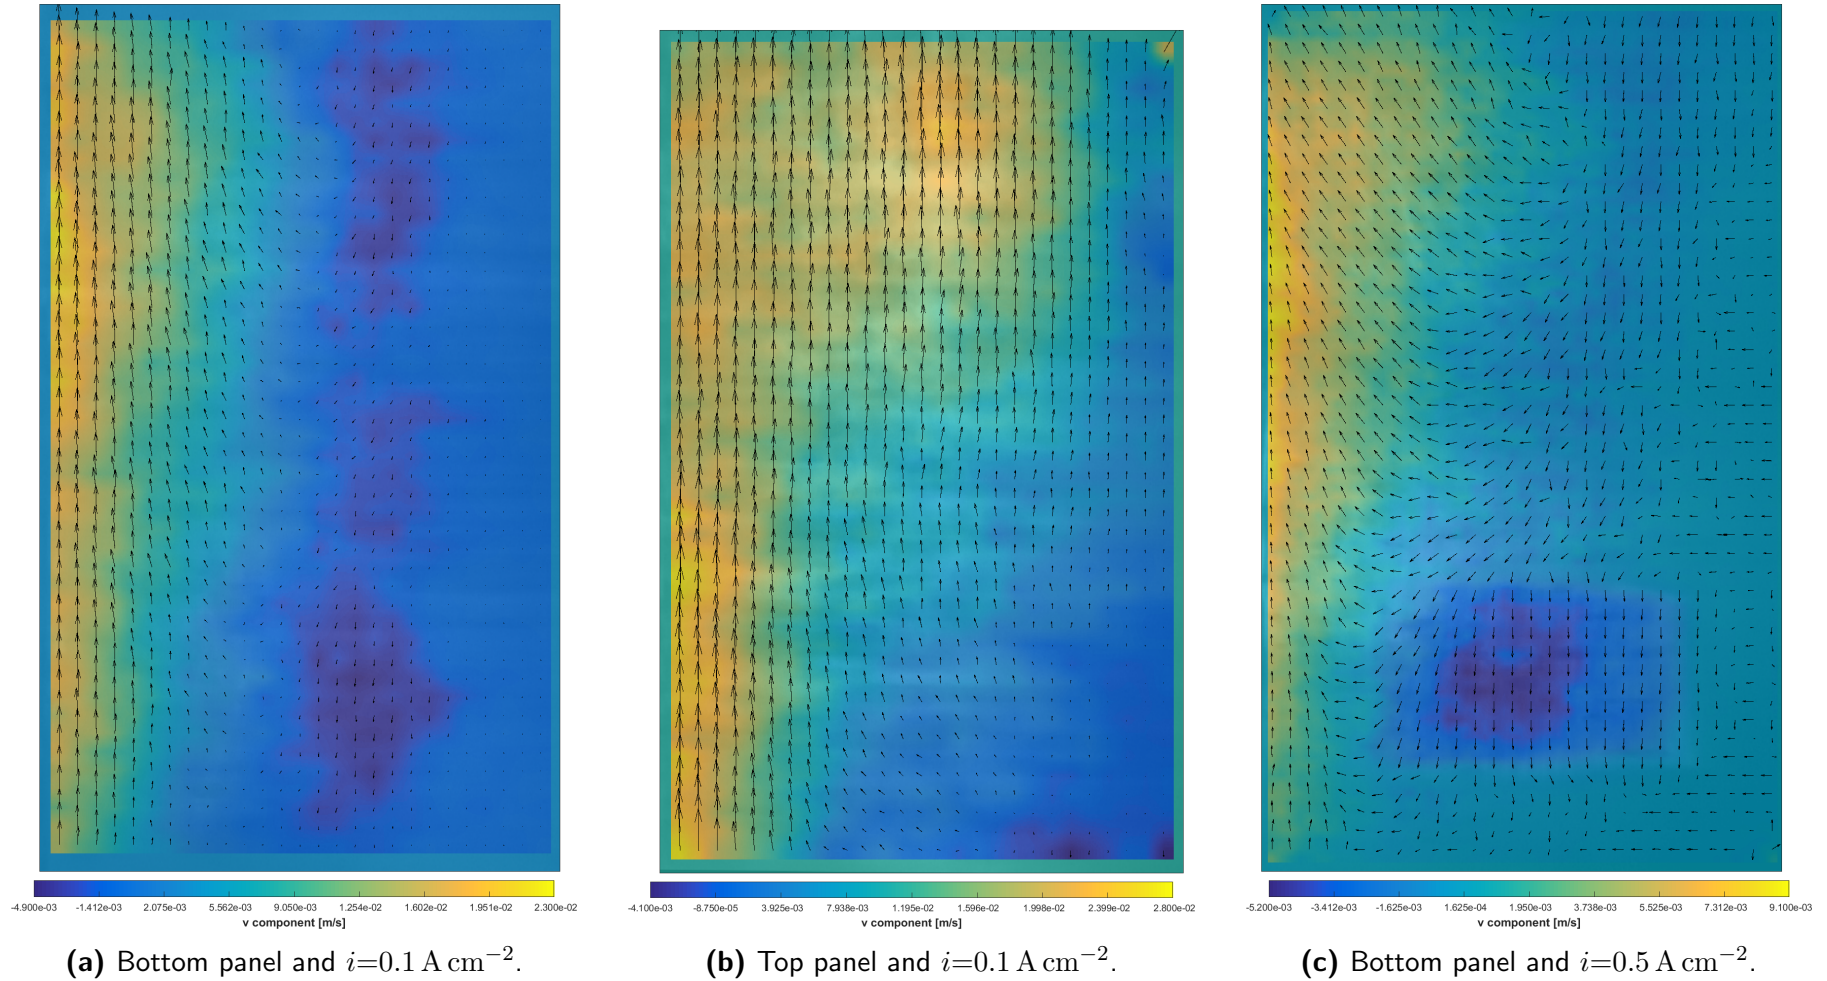 -4.900e-03 -1.412e-03 2.075e-03 5.562e-03 9.050e-03 1.254e-02 1.602e-02 1.951e-02 2.300e-02
v component [m/s]
(a) Bottom panel and i=0.1 A cm⁻².
-4.100e-03 -8.750e-05 3.925e-03 7.938e-03 1.195e-02 1.596e-02 1.998e-02 2.399e-02 2.800e-02
v component [m/s]
(b) Top panel and i=0.1 A cm⁻².
-5.200e-03 -3.412e-03 -1.625e-03 1.625e-04 1.950e-03 3.738e-03 5.525e-03 7.312e-03 9.100e-03
v component [m/s]
(c) Bottom panel and i=0.5 A cm⁻².